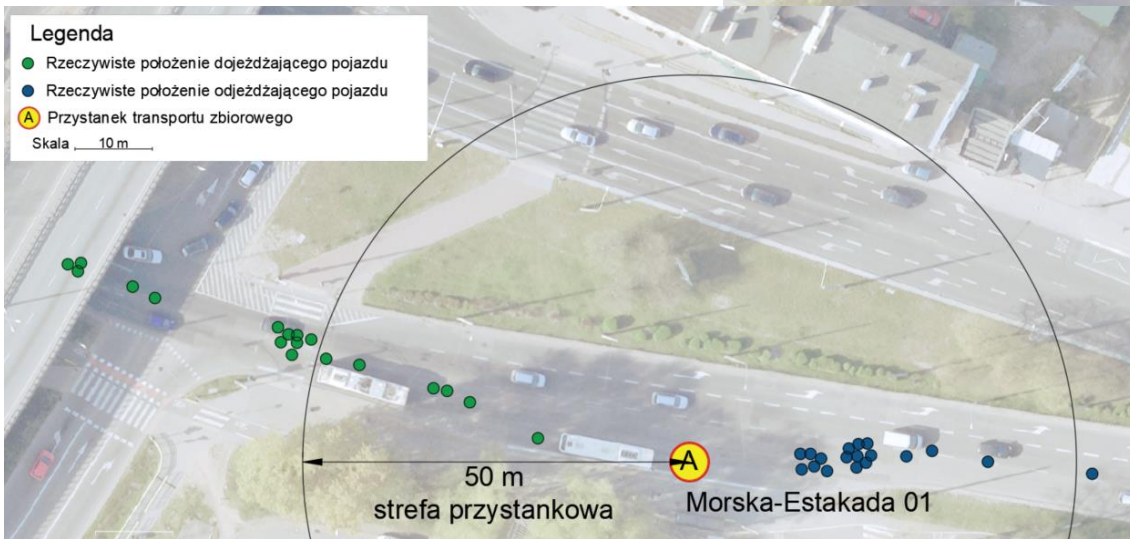 Legenda
Rzeczywiste położenie dojeżdżającego pojazdu
Rzeczywiste położenie odjeżdżającego pojazdu
A Przystanek transportu zbiorowego
Skala 10 m
A
50 m
strefa przystankowa
Morska-Estakada 01